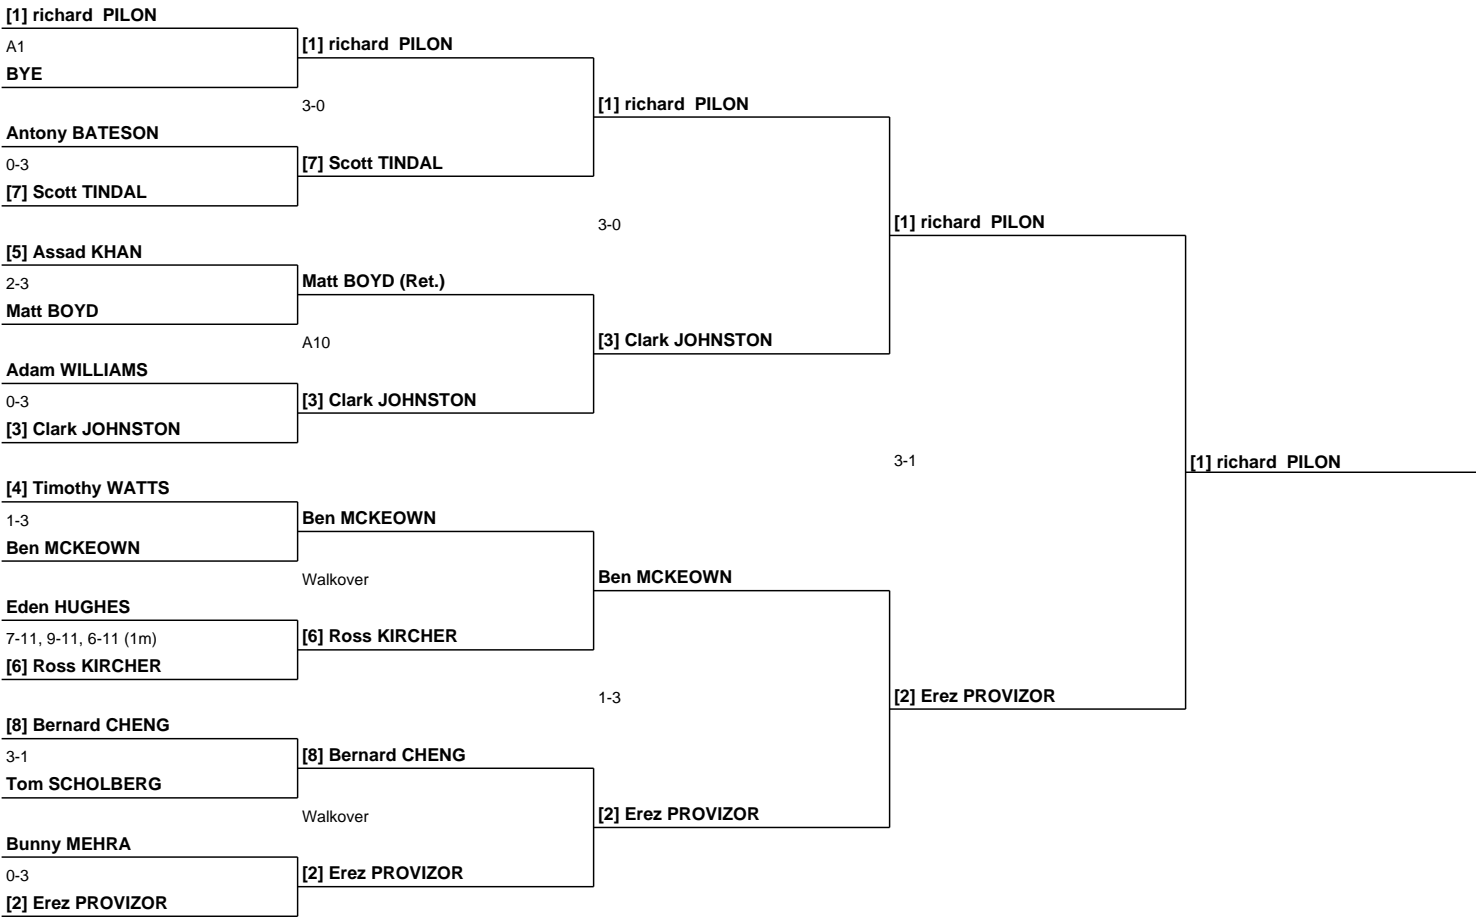 [1] richard  PILON
A1
BYE
Antony BATESON
0-3
[7] Scott TINDAL
[5] Assad KHAN
2-3
Matt BOYD
Adam WILLIAMS
0-3
[3] Clark JOHNSTON
[4] Timothy WATTS
1-3
Ben MCKEOWN
Eden HUGHES
7-11, 9-11, 6-11 (1m)
[6] Ross KIRCHER
[8] Bernard CHENG
3-1
Tom SCHOLBERG
Bunny MEHRA
0-3
[2] Erez PROVIZOR
[1] richard  PILON
3-0
[7] Scott TINDAL
Matt BOYD (Ret.)
A10
[3] Clark JOHNSTON
Ben MCKEOWN
Walkover
[6] Ross KIRCHER
[8] Bernard CHENG
Walkover
[2] Erez PROVIZOR
[1] richard  PILON
3-0
[3] Clark JOHNSTON
Ben MCKEOWN
1-3
[2] Erez PROVIZOR
[1] richard  PILON
3-1
[2] Erez PROVIZOR
[1] richard  PILON